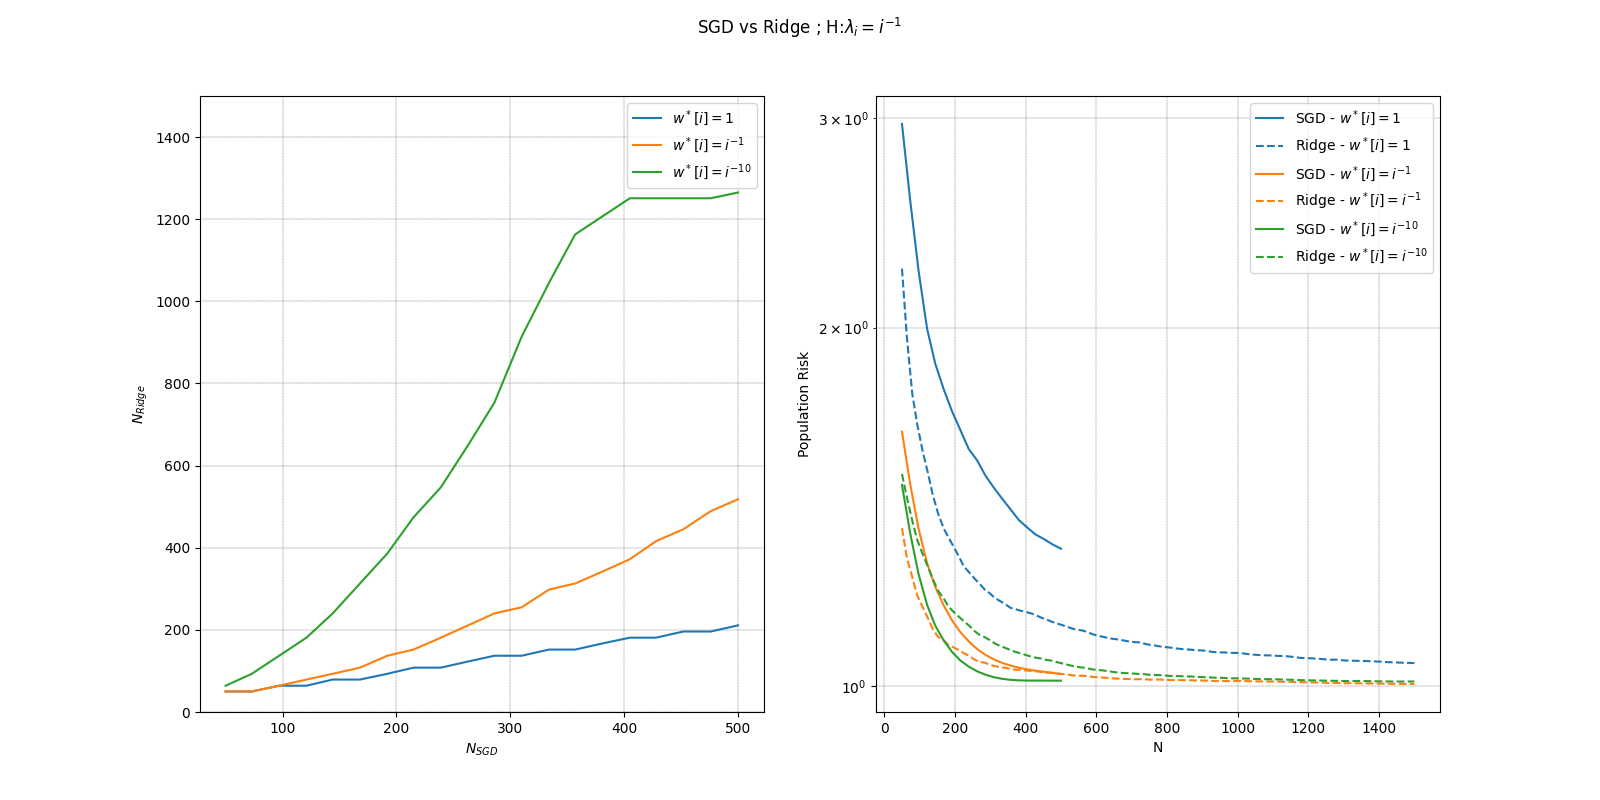 SGD vs Ridge ; H:λᵢ = i⁻¹
1400
1200
1000
800
600
400
200
0
N_Ridge
100
200
300
400
500
N_SGD
w*[i] = 1
w*[i] = i⁻¹
w*[i] = i⁻¹⁰
3 × 10⁰
2 × 10⁰
10⁰
Population Risk
0
200
400
600
800
1000
1200
1400
N
SGD - w*[i] = 1
Ridge - w*[i] = 1
SGD - w*[i] = i⁻¹
Ridge - w*[i] = i⁻¹
SGD - w*[i] = i⁻¹⁰
Ridge - w*[i] = i⁻¹⁰